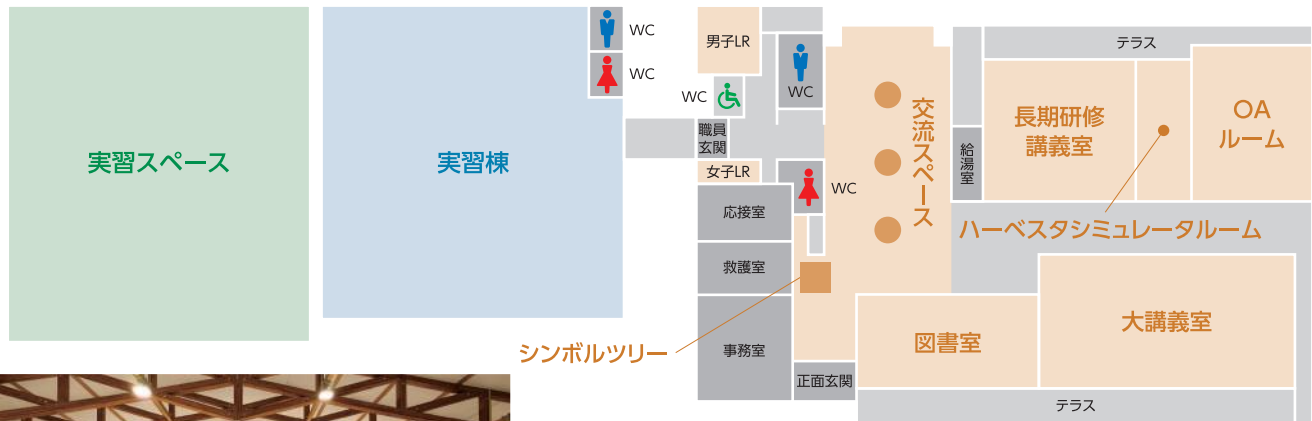 実習スペース
実習棟
WC
WC
男子LR
WC
WC
職員
玄関
女子LR
WC
応接室
救護室
事務室
シンボルツリー
正面玄関
交流スペース
給湯室
テラス
長期研修
講義室
OA
ルーム
ハーベスタシミュレータルーム
図書室
大講義室
テラス